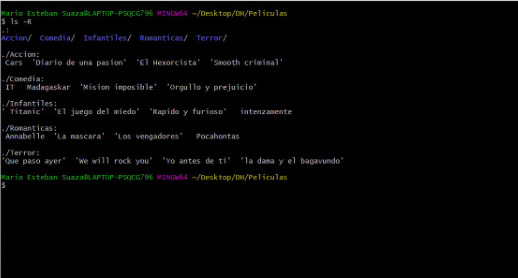 Mario Esteban Suaza@LAPTOP-PSQCG796 MINGW64 ~/Desktop/DH/Peliculas
$ ls -R
.:
Accion/  Comedia/  Infantiles/  Romanticas/  Terror/

./Accion:
 Cars  'Diario de una pasion'  'El Hexorcista'  'Smooth criminal'

./Comedia:
 IT   Madagaskar  'Mision imposible'  'Orgullo y prejuicio'

./Infantiles:
' Titanic'  'El juego del miedo'  'Rapido y furioso'   intenzamente

./Romanticas:
 Annabelle  'La mascara'  'Los vengadores'   Pocahontas

./Terror:
'Que paso ayer'  'We will rock you'  'Yo antes de ti'  'la dama y el bagavundo'

Mario Esteban Suaza@LAPTOP-PSQCG796 MINGW64 ~/Desktop/DH/Peliculas
$